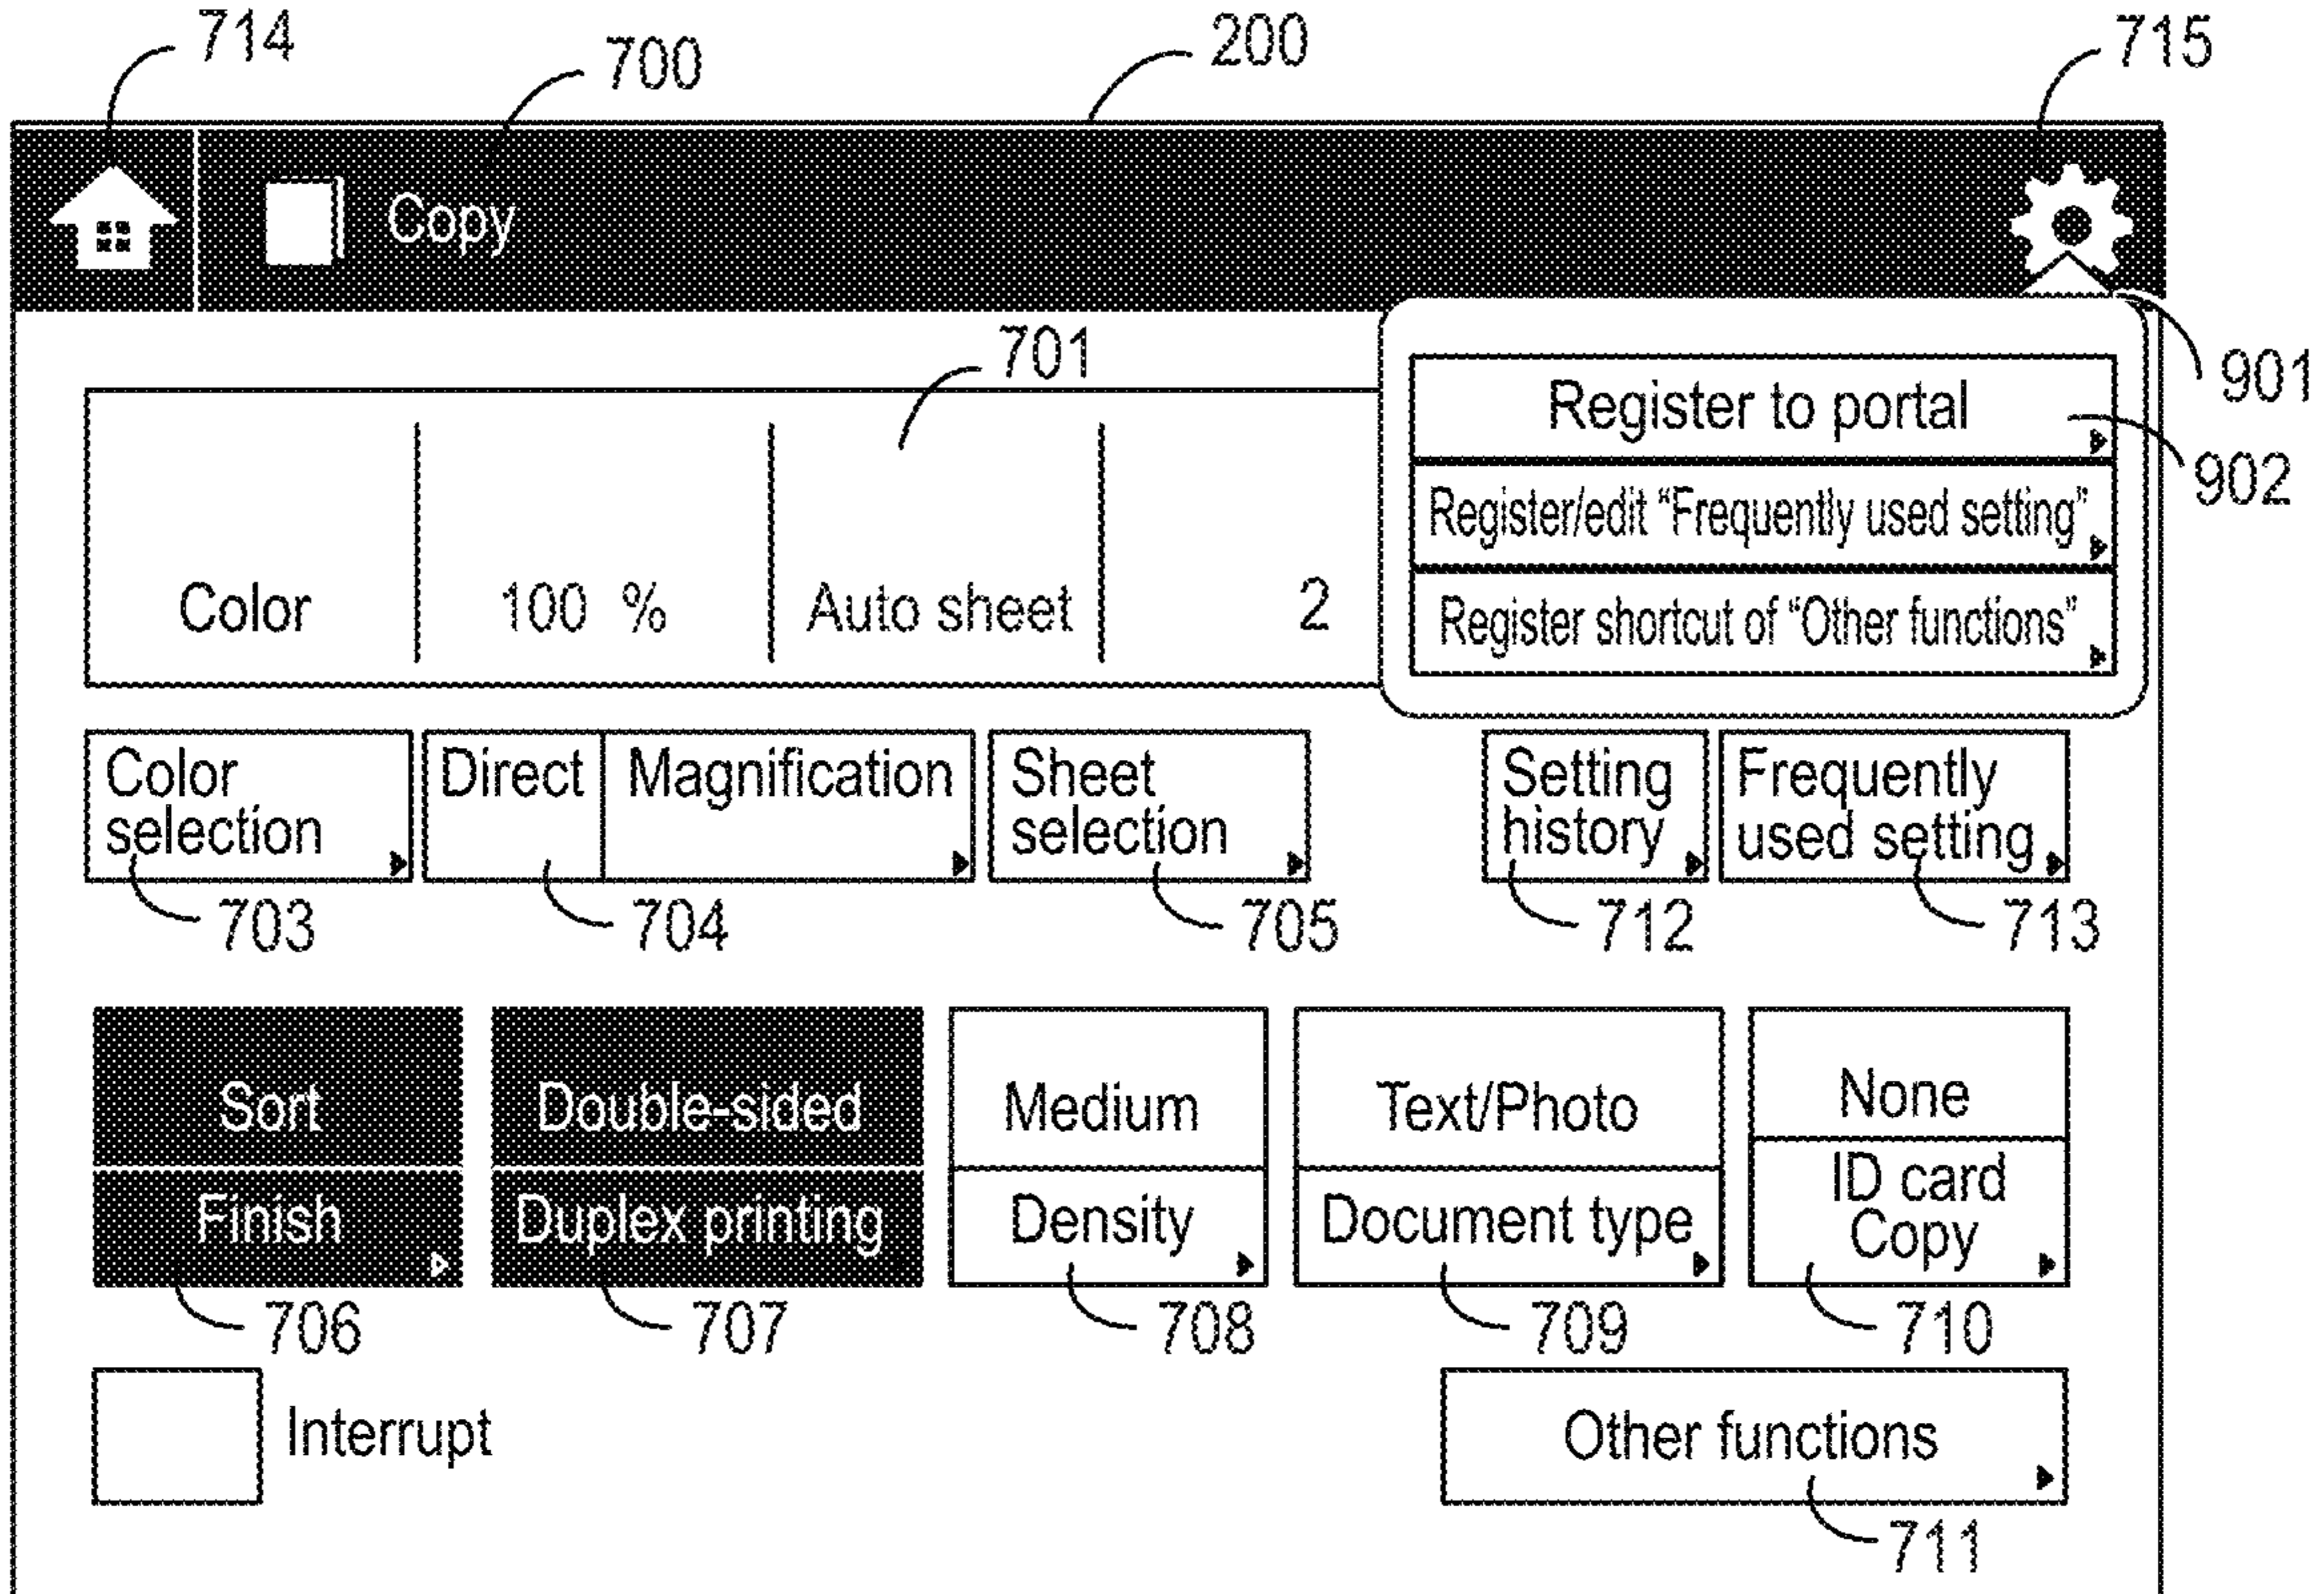 714
700
200
715
Copy
701
901
Register to portal
902
Register/edit “Frequently used setting”
Color
100 %
Auto sheet
2
Register shortcut of “Other functions”
Color
selection
Direct
Magnification
Sheet
selection
Setting
history
Frequently
used setting
703
704
705
712
713
Sort
Double-sided
Medium
Text/Photo
None
Finish
Duplex printing
Density
Document type
ID card
Copy
706
707
708
709
710
Interrupt
Other functions
711